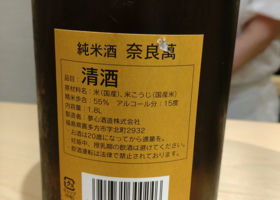 純米酒 奈良萬
品目 清酒
原材料名:米(国産)、米こうじ(国産米)
精米歩合:55% アルコール分:15度
内容量:1.8L
製造者:夢心酒造株式会社
福島県喜多方市字北町2932
お酒は20歳になってから適量を。
妊娠中、授乳期の飲酒は避けてください。
飲酒運転は法律で禁止されております。